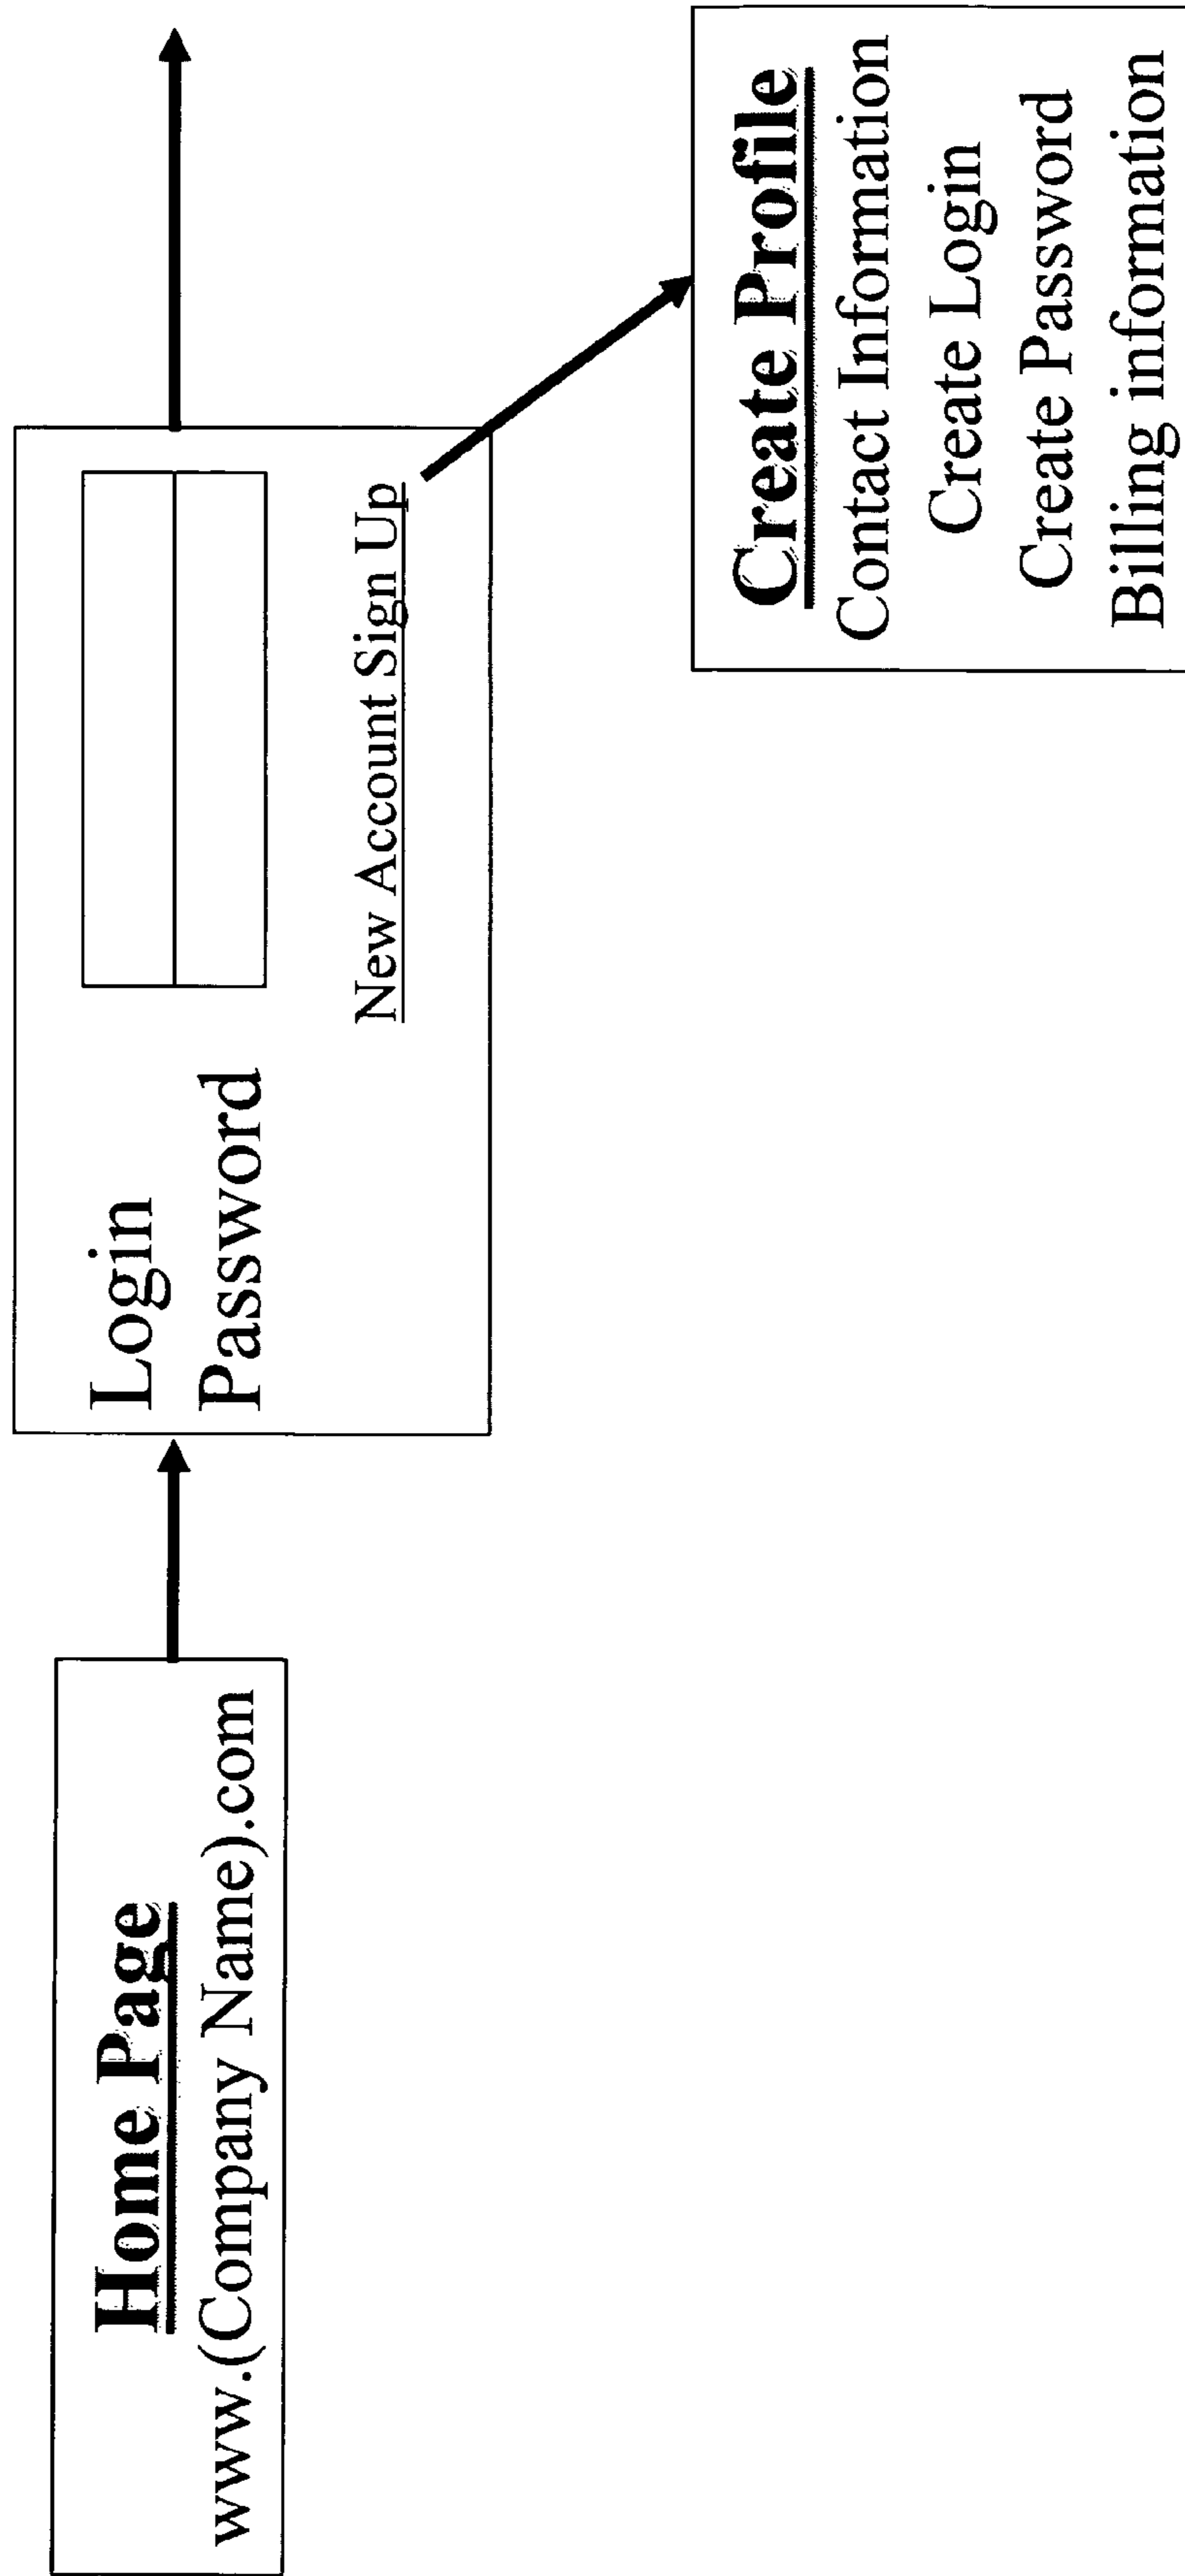 Home Page
www.(Company Name).com
Login
Password
New Account Sign Up
Create Profile
Contact Information
Create Login
Create Password
Billing information